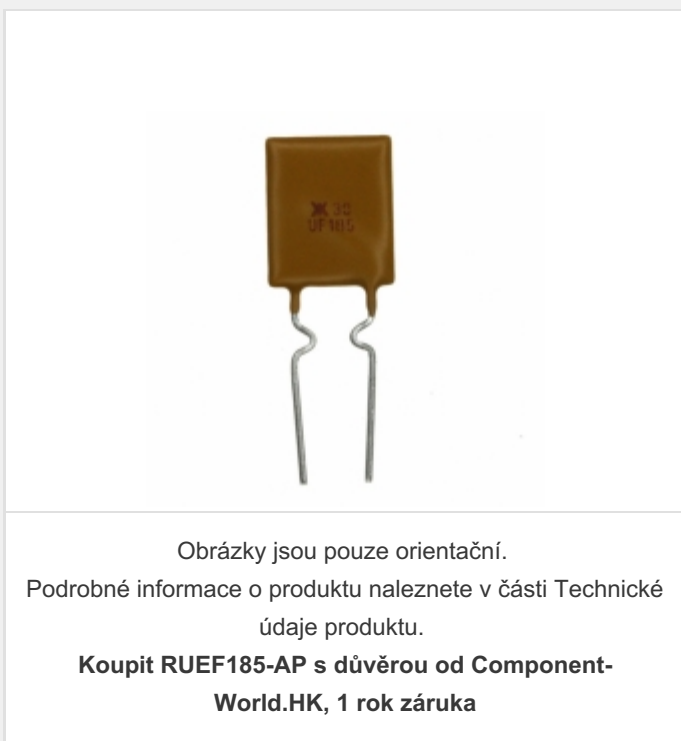 30
UF185
Obrázky jsou pouze orientační.
Podrobné informace o produktu naleznete v části Technické
údaje produktu.
Koupit RUEF185-AP s důvěrou od Component-
World.HK, 1 rok záruka